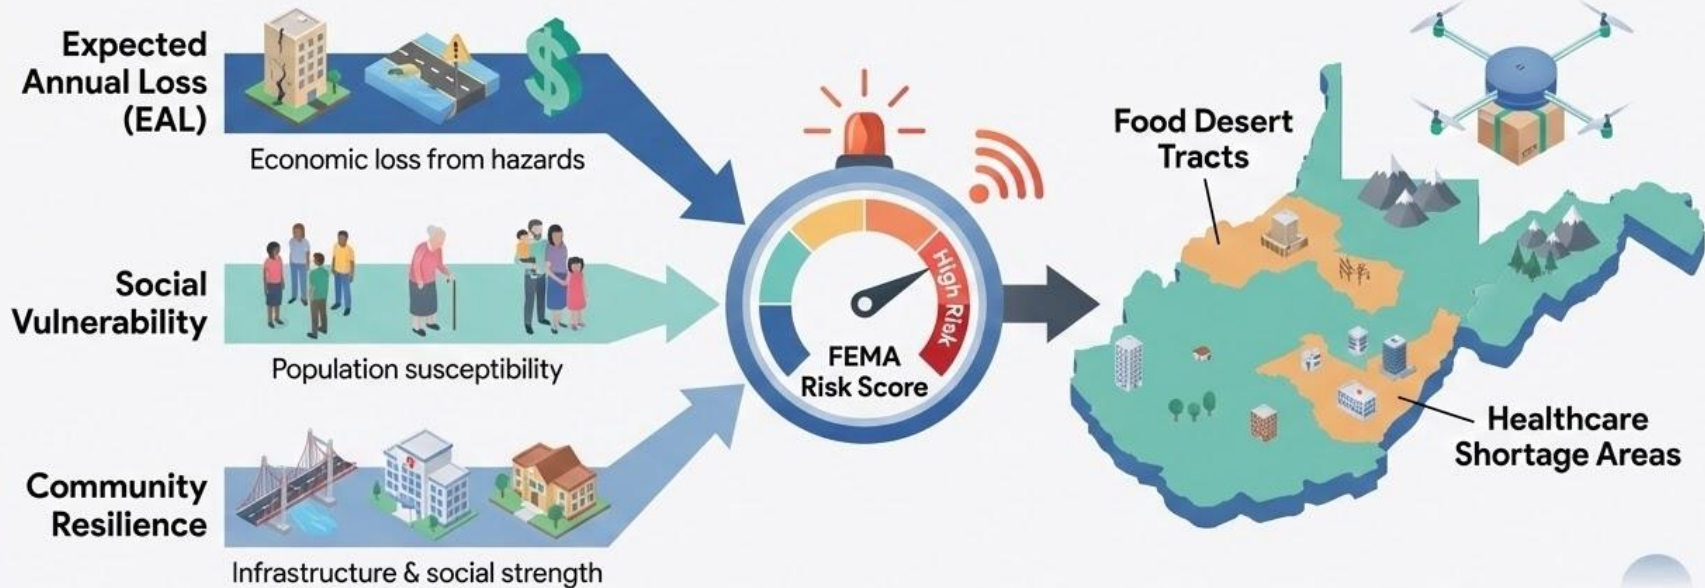 Expected
Annual Loss
(EAL)
Economic loss from hazards
Social
Vulnerability
Population susceptibility
Community
Resilience
Infrastructure & social strength
High Risk
FEMA
Risk Score
Food Desert
Tracts
Healthcare
Shortage Areas